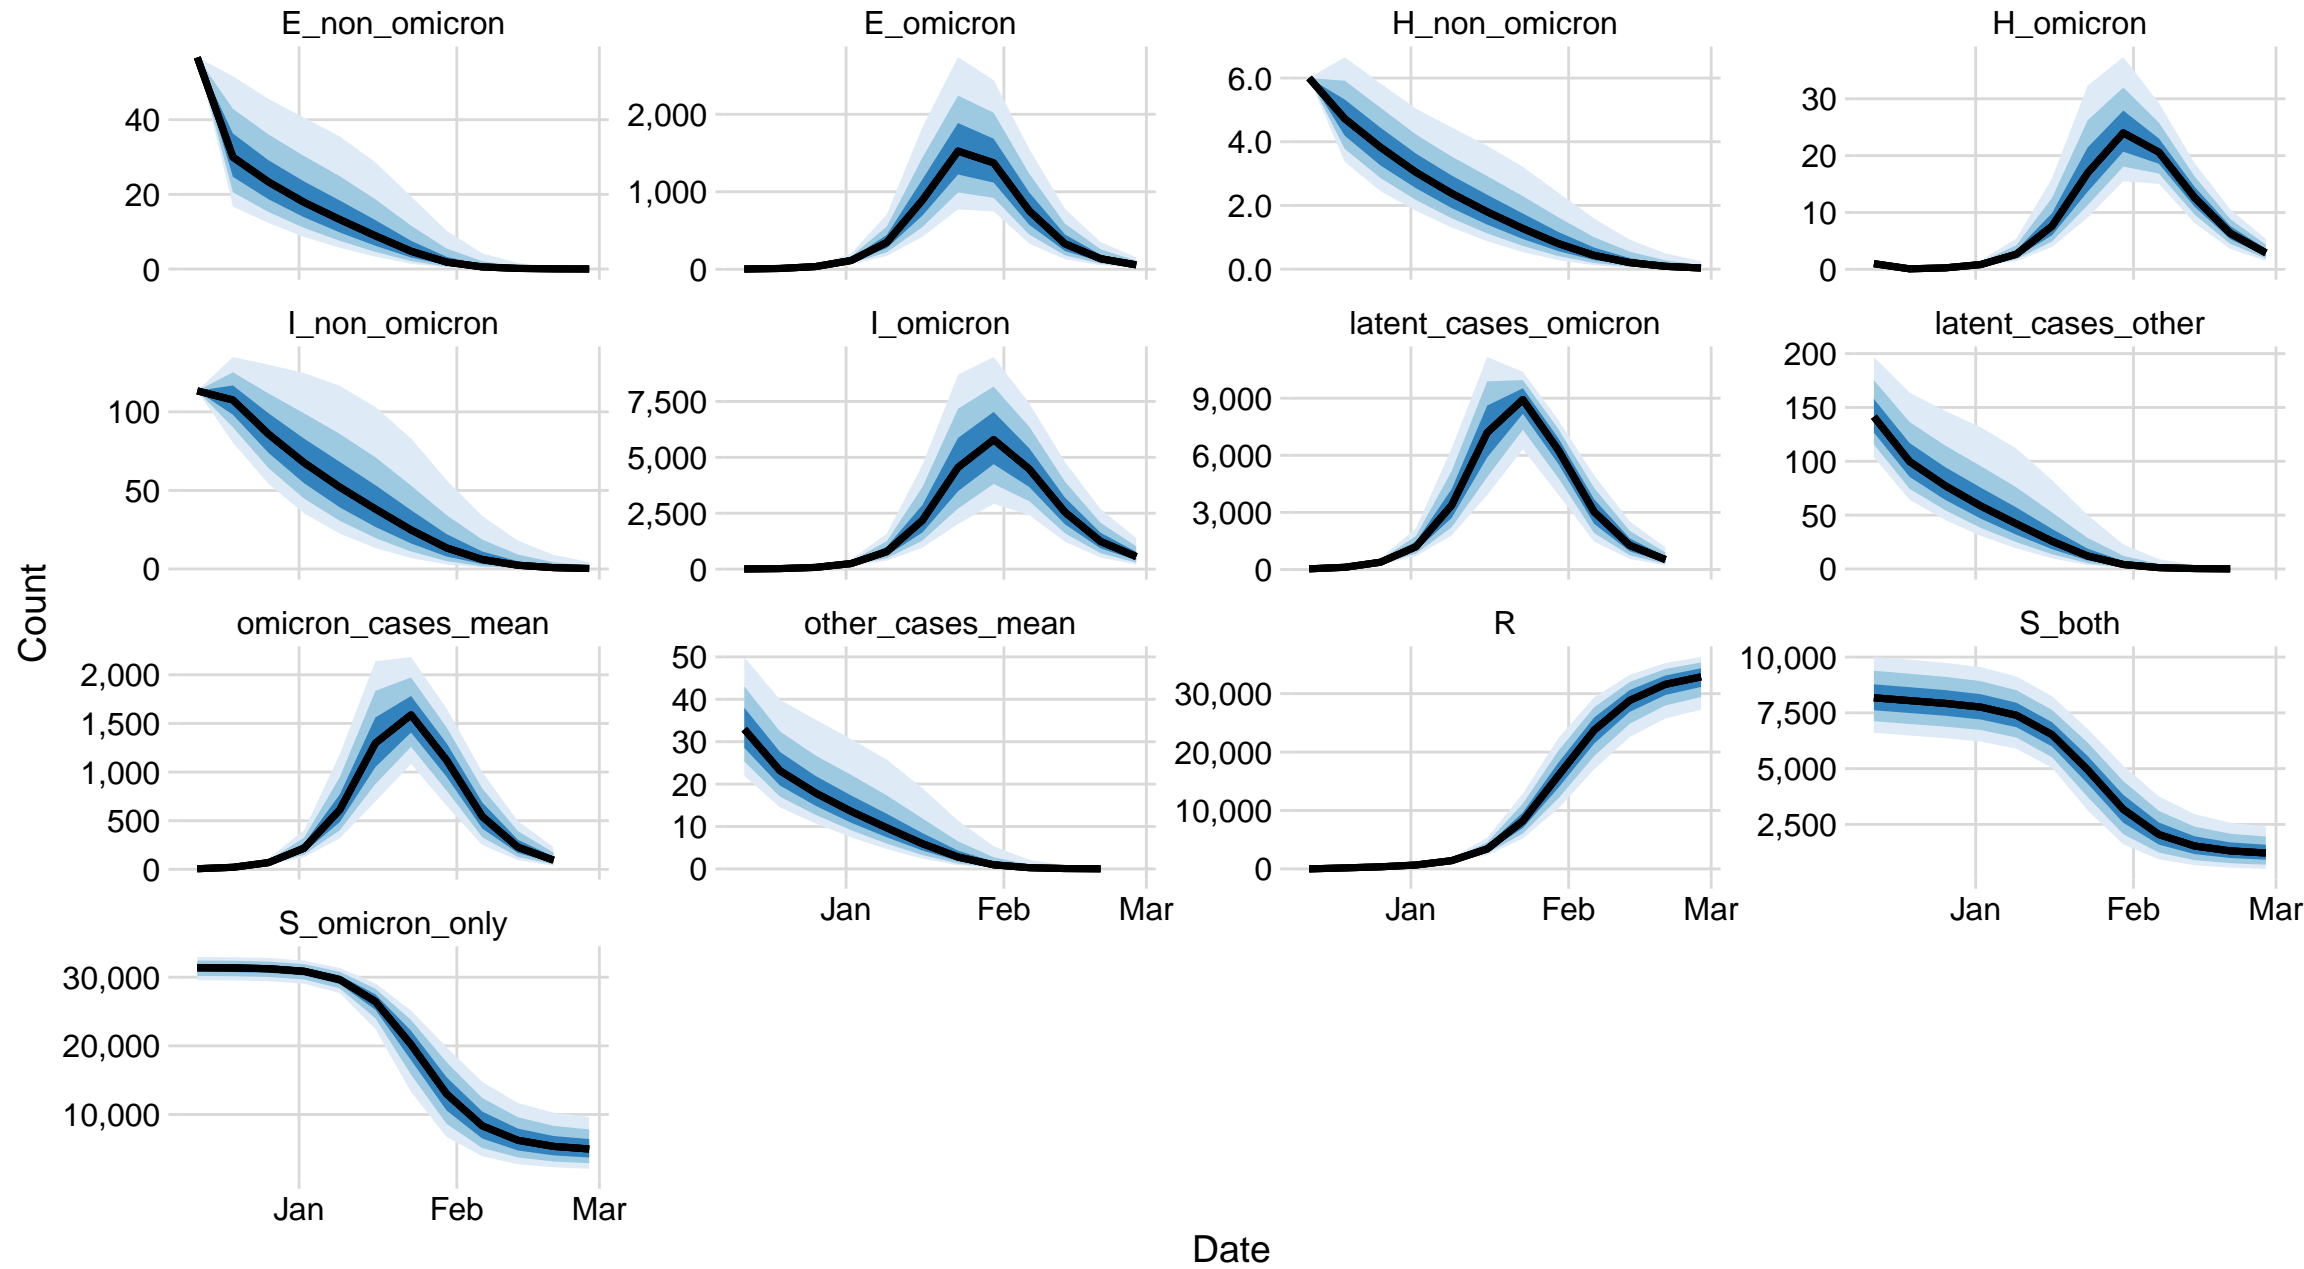 E_non_omicron
E_omicron
H_non_omicron
H_omicron
40
20
0
2,000
1,000
0
6.0
4.0
2.0
0.0
30
20
10
0
I_non_omicron
I_omicron
latent_cases_omicron
latent_cases_other
100
50
0
7,500
5,000
2,500
0
9,000
6,000
3,000
0
200
150
100
50
0
Count
omicron_cases_mean
other_cases_mean
R
S_both
2,000
1,500
1,000
500
0
50
40
30
20
10
0
30,000
20,000
10,000
0
10,000
7,500
5,000
2,500
Jan Feb Mar
Jan Feb Mar
Jan Feb Mar
S_omicron_only
30,000
20,000
10,000
Jan Feb Mar
Date